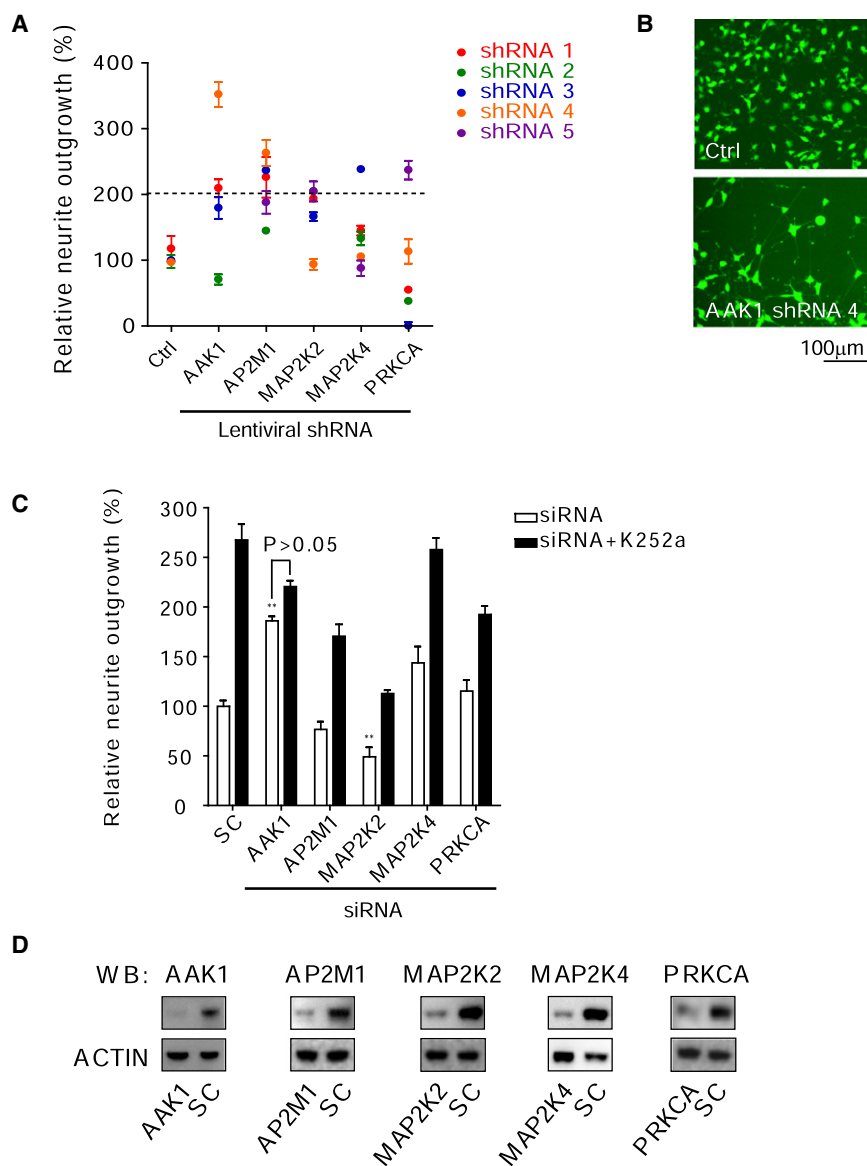 A
Relative neurite outgrowth (%)
400
300
200
100
0
Ctrl
AAK1
AP2M1
MAP2K2
MAP2K4
PRKCA
Lentiviral shRNA
shRNA 1
shRNA 2
shRNA 3
shRNA 4
shRNA 5
B
Ctrl
AAK1 shRNA 4
100μm
C
Relative neurite outgrowth (%)
300
250
200
150
100
50
0
P>0.05
**
**
siRNA
siRNA+K252a
SC
AAK1
AP2M1
MAP2K2
MAP2K4
PRKCA
siRNA
D
WB: AAK1 AP2M1 MAP2K2 MAP2K4 PRKCA
ACTIN
AAK1 SC AP2M1 SC MAP2K2 SC MAP2K4 SC PRKCA SC